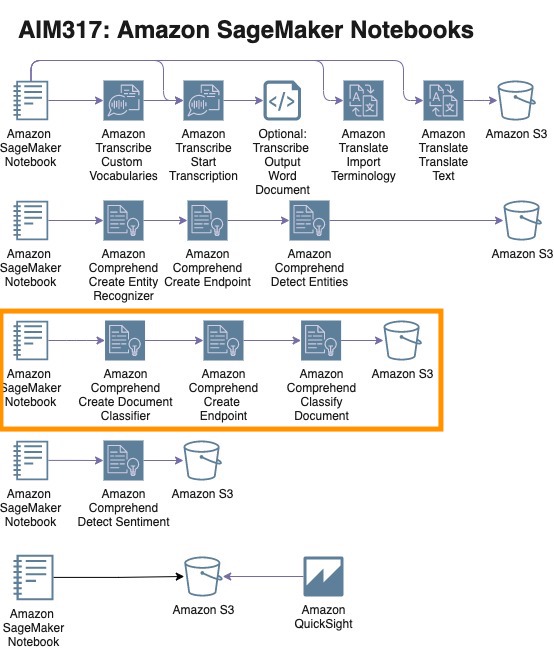 AIM317: Amazon SageMaker Notebooks
Amazon
SageMaker
Notebook
Amazon
Transcribe
Custom
Vocabularies
Amazon
Transcribe
Start
Transcription
Optional:
Transcribe
Output
Word
Document
Amazon
Translate
Import
Terminology
Amazon
Translate
Translate
Text
Amazon S3
Amazon
SageMaker
Notebook
Amazon
Comprehend
Create Entity
Recognizer
Amazon
Comprehend
Create Endpoint
Amazon
Comprehend
Detect Entities
Amazon S3
Amazon
SageMaker
Notebook
Amazon
Comprehend
Create Document
Classifier
Amazon
Comprehend
Create
Endpoint
Amazon
Comprehend
Classify
Document
Amazon S3
Amazon
SageMaker
Notebook
Amazon
Comprehend
Detect Sentiment
Amazon S3
Amazon
SageMaker
Notebook
Amazon S3
Amazon
QuickSight